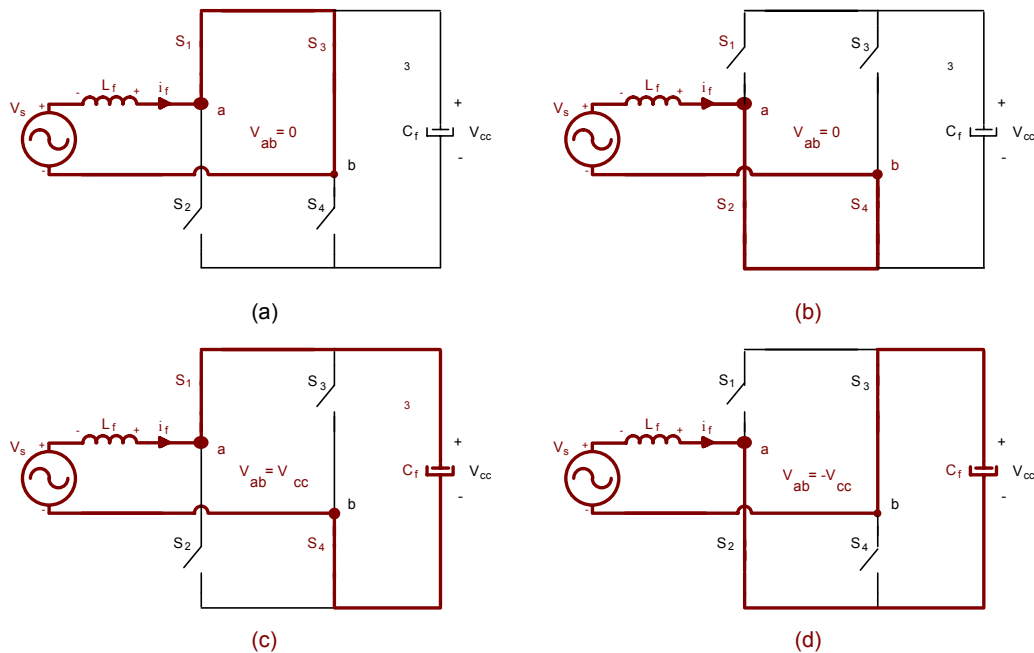 S1 S3
3
Vs + - Lf + if a
Vab = 0
Cf + Vcc -
b
-
S2 S4
(a)
S1 S3
3
Vs + - Lf + if a
Vab = 0
Cf + Vcc -
b
-
S2 S4
(b)
S1 S3
3
Vs + - Lf + if a
Vab = Vcc
Cf + Vcc -
b
-
S2 S4
(c)
S1 S3
Vs + - Lf + if a
Vab = -Vcc
Cf + Vcc -
b
-
S2 S4
(d)